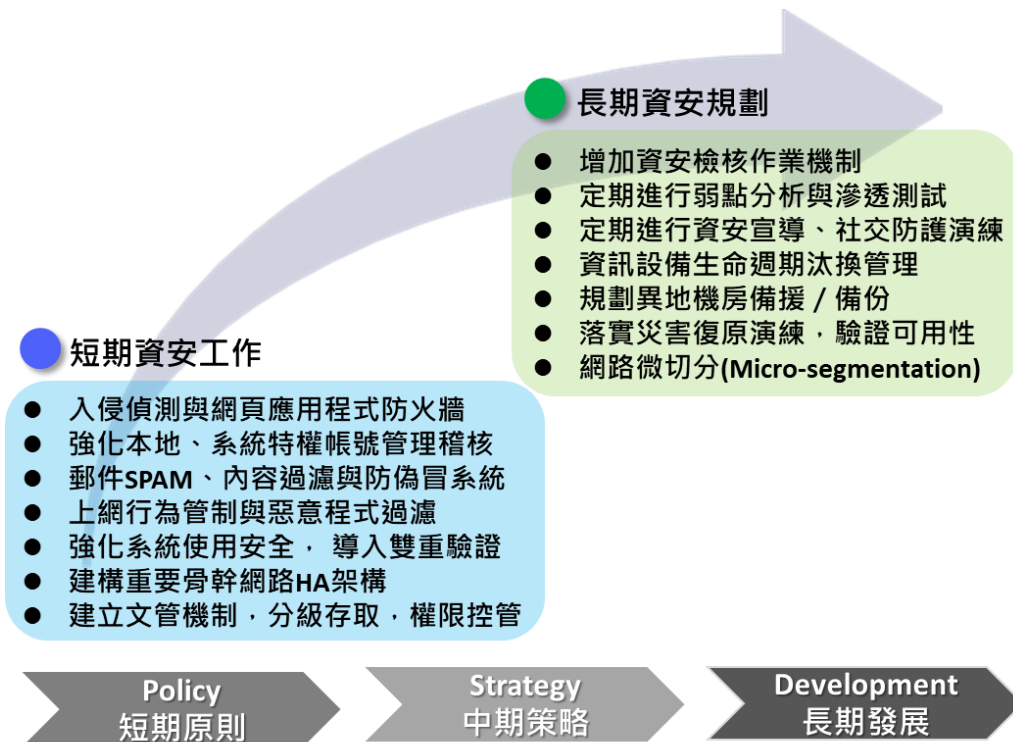 長期資安規劃
● 增加資安檢核作業機制
● 定期進行弱點分析與滲透測試
● 定期進行資安宣導、社交防護演練
● 資訊設備生命週期汰換管理
● 規劃異地機房備援 / 備份
● 落實災害復原演練，驗證可用性
● 網路微切分(Micro-segmentation)
短期資安工作
● 入侵偵測與網頁應用程式防火牆
● 強化本地、系統特權帳號管理稽核
● 郵件SPAM、內容過濾與防偽冒系統
● 上網行為管制與惡意程式過濾
● 強化系統使用安全， 導入雙重驗證
● 建構重要骨幹網路HA架構
● 建立文管機制，分級存取，權限控管
Policy
短期原則
Strategy
中期策略
Development
長期發展